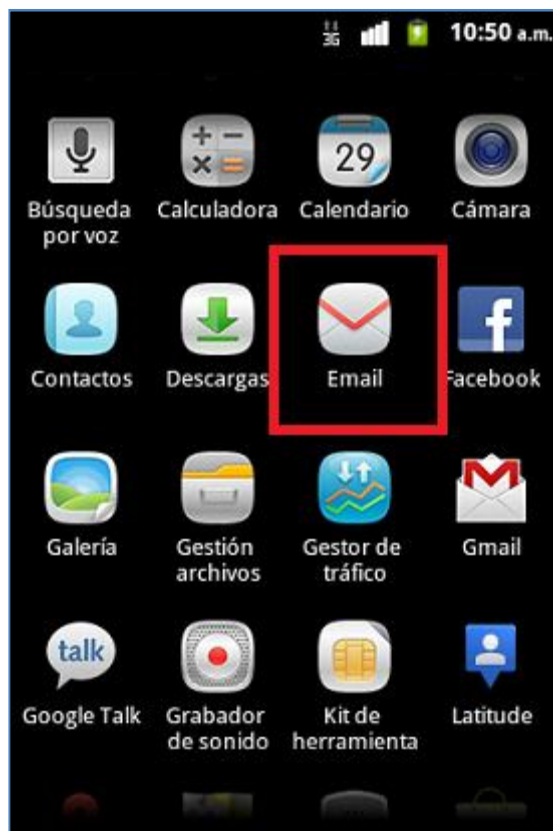 3G 10:50 a.m.
29
Búsqueda por voz Calculadora Calendario Cámara
Contactos Descargas Email Facebook
f
Galería Gestión archivos Gestor de tráfico Gmail
talk
Google Talk Grabador de sonido Kit de herramienta Latitude